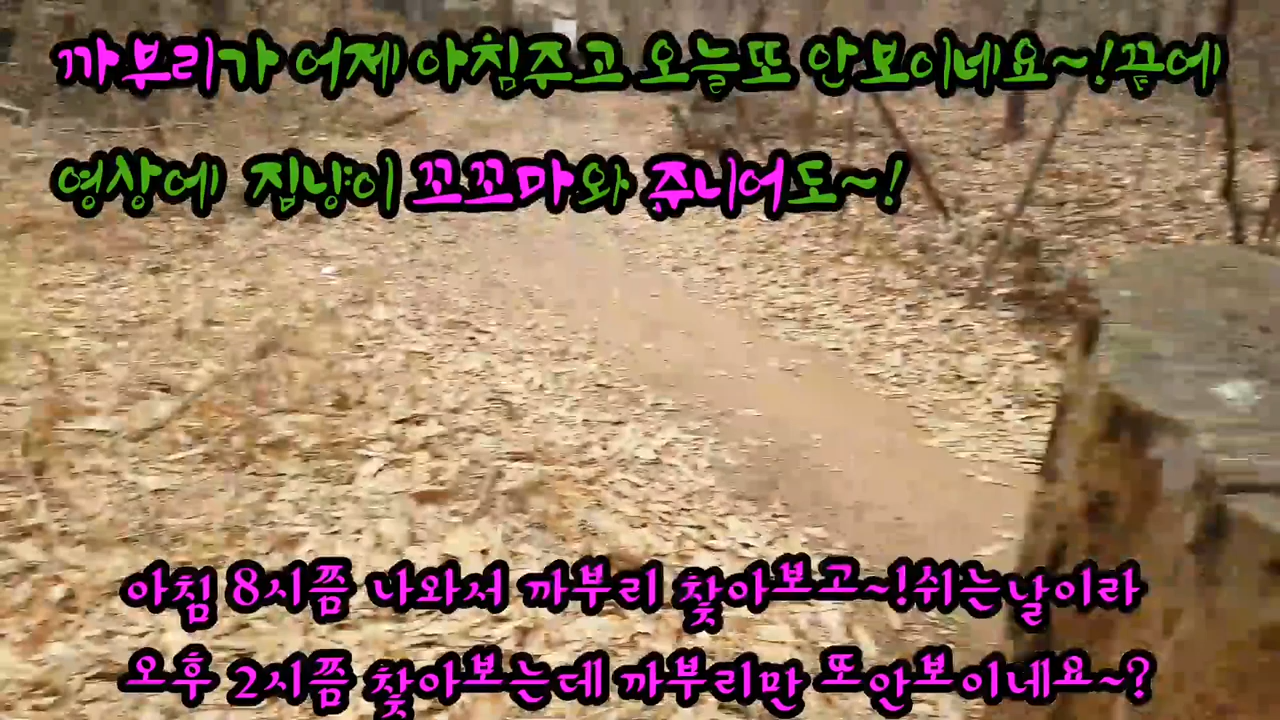 까부리가 어제 아침주고 오늘또 안보이네요~!끝에
영상에 집냥이 꼬꼬마와 쥬니어도~!
아침 8시쯤 나와서 까부리 찾아보고~!쉬는날이라
오후 2시쯤 찾아보는데 까부리만 또안보이네요~?